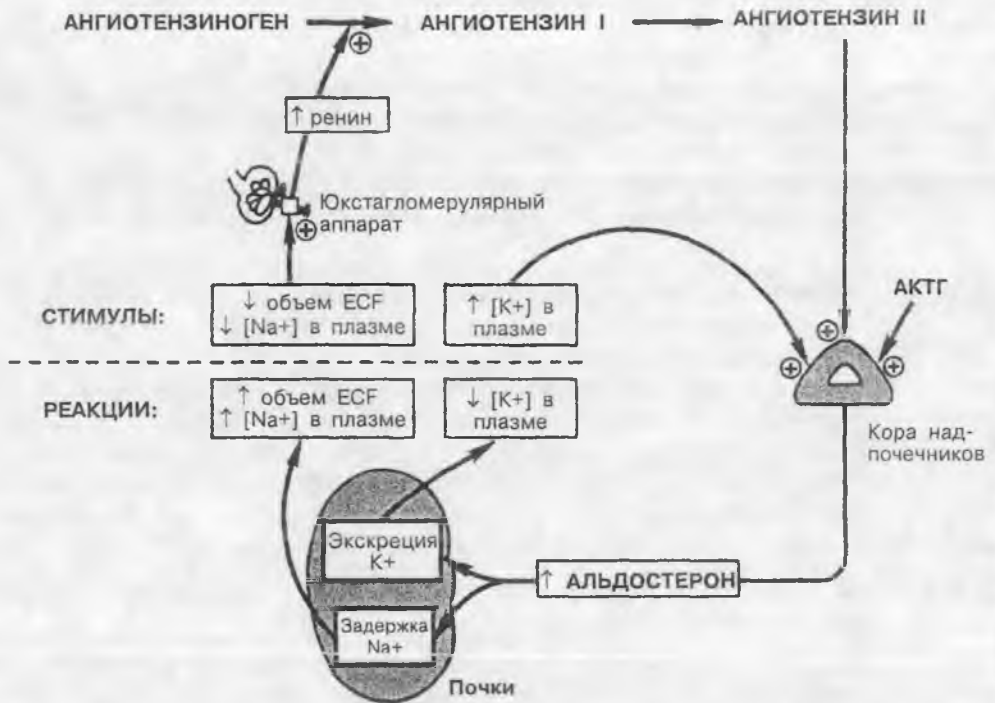 АНГИОТЕНЗИНОГЕН АНГИОТЕНЗИН I АНГИОТЕНЗИН II
↑ ренин
Юкстагломерулярный
аппарат
СТИМУЛЫ:
↓ объем ECF
↓ [Na+] в плазме
↑ [K+] в
плазме
АКТГ
РЕАКЦИИ:
↑ объем ECF
↑ [Na+] в плазме
↓ [K+] в
плазме
Кора над-
почечников
Экскреция
K+
↑ АЛЬДОСТЕРОН
Задержка
Na+
Почки